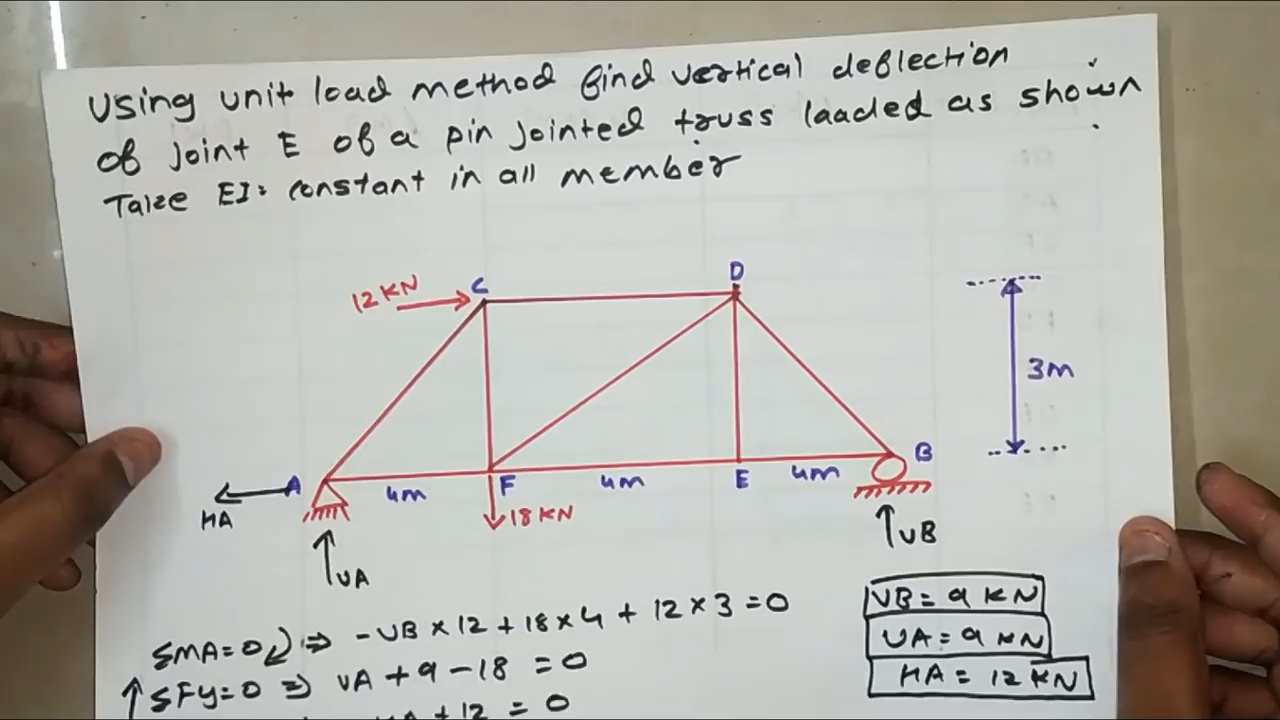 Using unit load method find vertical deflection
of joint E of a pin jointed truss laaded as shown
Take EI: constant in all member
12 KN
C
D
3m
A
4m
F
4m
E
4m
B
HA
18 KN
VA
VB
ΣMA=0 ⇒ -VB × 12 + 18 × 4 + 12 × 3 = 0
ΣFy=0 ⇒ VA + 9 - 18 = 0
+ 12 = 0
VB = 9 KN
VA = 9 KN
HA = 12 KN